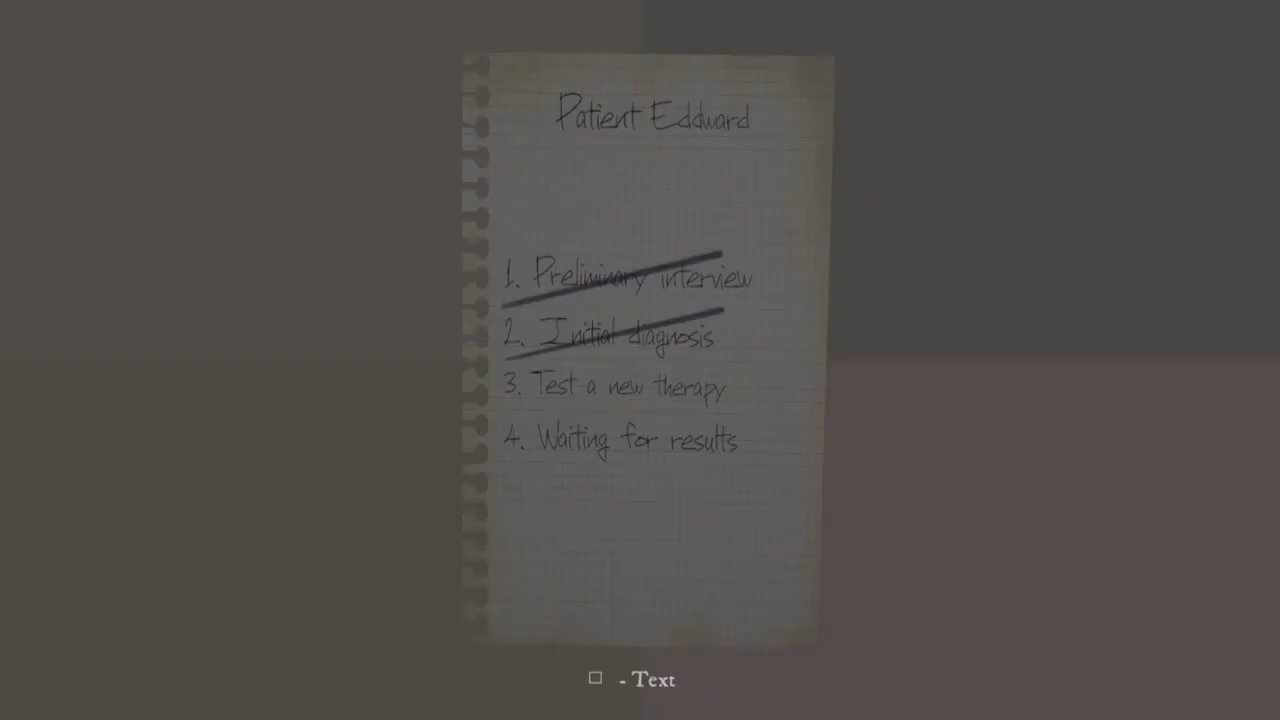 Patient Eddward
1. Preliminary interview
2. Initial diagnosis
3. Test a new therapy
4. Waiting for results
□ - Text